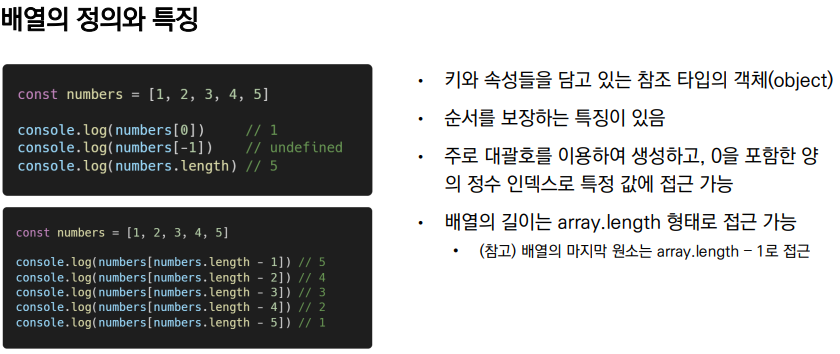 배열의 정의와 특징
const numbers = [1, 2, 3, 4, 5]
console.log(numbers[0]) // 1
console.log(numbers[-1]) // undefined
console.log(numbers.length) // 5
const numbers = [1, 2, 3, 4, 5]
console.log(numbers[numbers.length - 1]) // 5
console.log(numbers[numbers.length - 2]) // 4
console.log(numbers[numbers.length - 3]) // 3
console.log(numbers[numbers.length - 4]) // 2
console.log(numbers[numbers.length - 5]) // 1
• 키와 속성들을 담고 있는 참조 타입의 객체(object)
• 순서를 보장하는 특징이 있음
• 주로 대괄호를 이용하여 생성하고, 0을 포함한 양
의 정수 인덱스로 특정 값에 접근 가능
• 배열의 길이는 array.length 형태로 접근 가능
• (참고) 배열의 마지막 원소는 array.length – 1로 접근